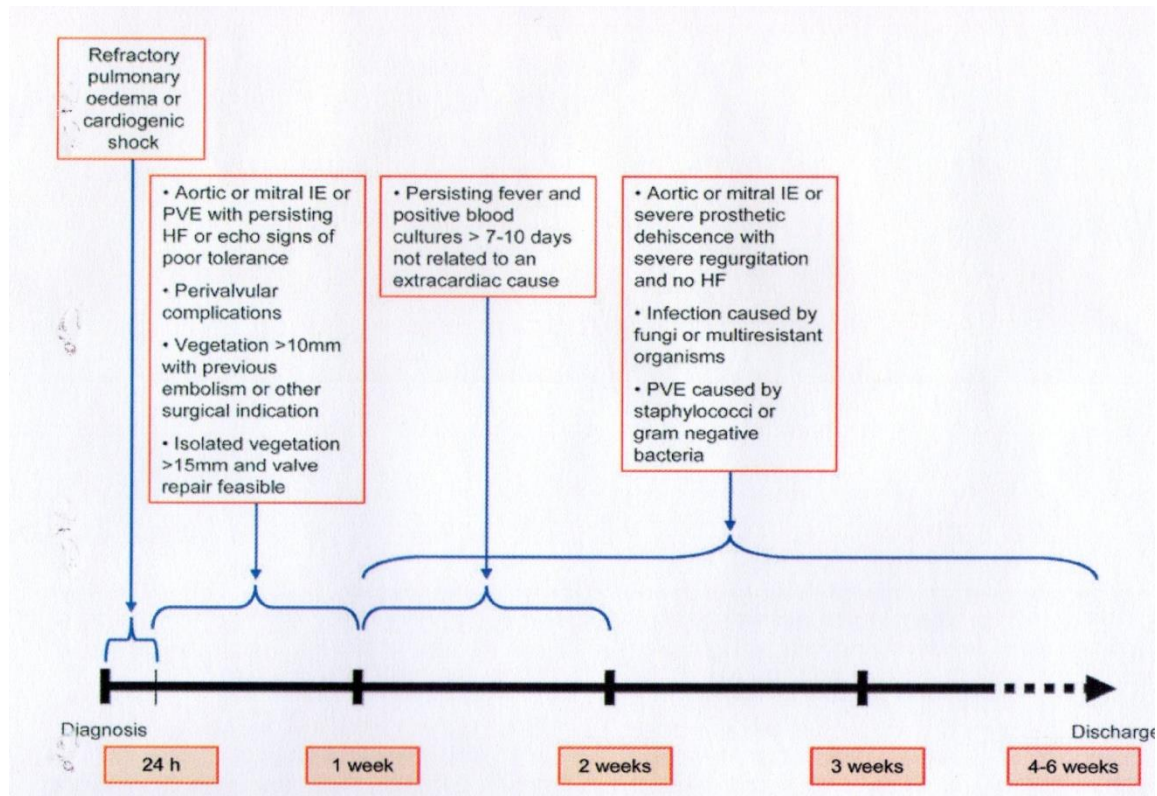 Refractory
pulmonary
oedema or
cardiogenic
shock
• Aortic or mitral IE or
PVE with persisting
HF or echo signs of
poor tolerance
• Perivalvular
complications
• Vegetation >10mm
with previous
embolism or other
surgical indication
• Isolated vegetation
>15mm and valve
repair feasible
• Persisting fever and
positive blood
cultures > 7-10 days
not related to an
extracardiac cause
• Aortic or mitral IE or
severe prosthetic
dehiscence with
severe regurgitation
and no HF
• Infection caused by
fungi or multiresistant
organisms
• PVE caused by
staphylococci or
gram negative
bacteria
Diagnosis
Discharge
24 h
1 week
2 weeks
3 weeks
4-6 weeks